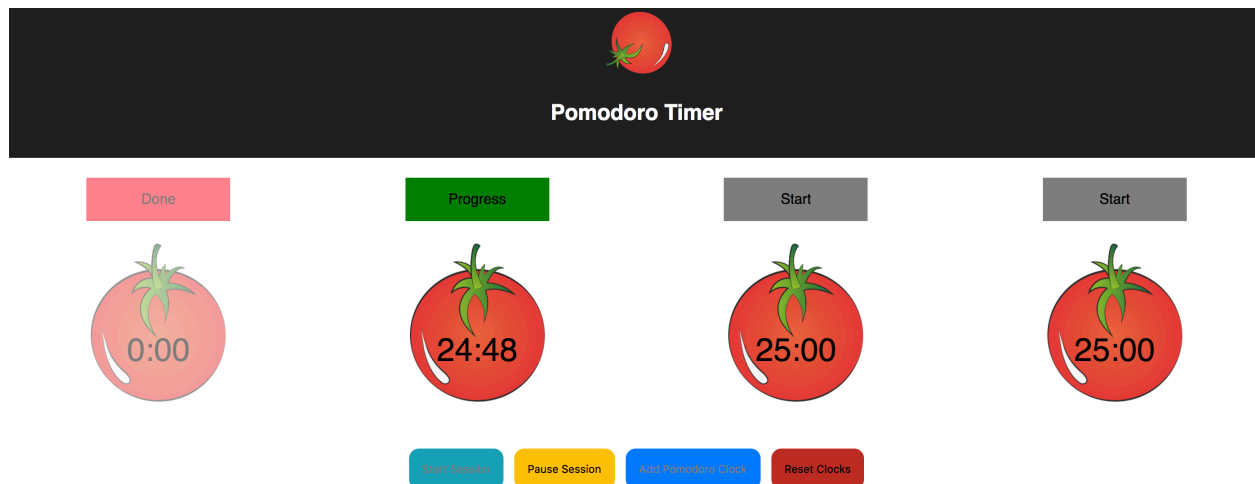 Pomodoro Timer
Done Progress Start Start
0:00 24:48 25:00 25:00
Start Session Pause Session Add Pomodoro Clock Reset Clocks